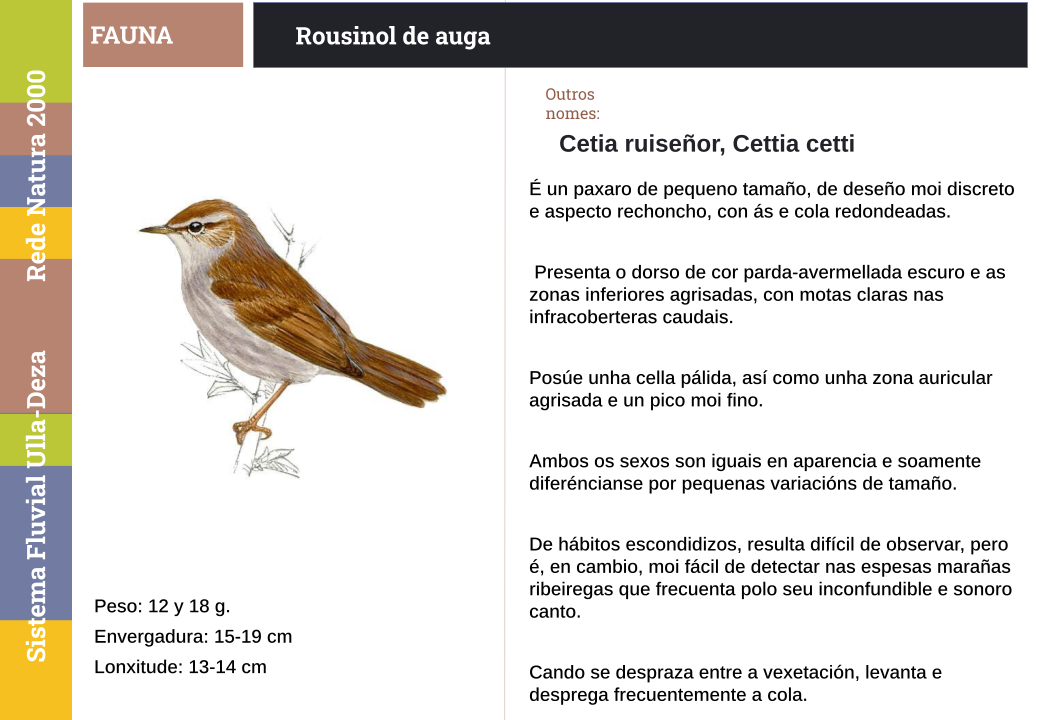 FAUNA
Rousinol de auga
Sistema Fluvial Ulla-Deza Rede Natura 2000
Outros
nomes:
Cetia ruiseñor, Cettia cetti
É un paxaro de pequeno tamaño, de deseño moi discreto
e aspecto rechoncho, con ás e cola redondeadas.
Presenta o dorso de cor parda-avermellada escuro e as
zonas inferiores agrisadas, con motas claras nas
infracoberteras caudais.
Posúe unha cella pálida, así como unha zona auricular
agrisada e un pico moi fino.
Ambos os sexos son iguais en aparencia e soamente
diferéncianse por pequenas variacións de tamaño.
De hábitos escondidizos, resulta difícil de observar, pero
é, en cambio, moi fácil de detectar nas espesas marañas
ribeiregas que frecuenta polo seu inconfundible e sonoro
canto.
Cando se despraza entre a vexetación, levanta e
desprega frecuentemente a cola.
Peso: 12 y 18 g.
Envergadura: 15-19 cm
Lonxitude: 13-14 cm